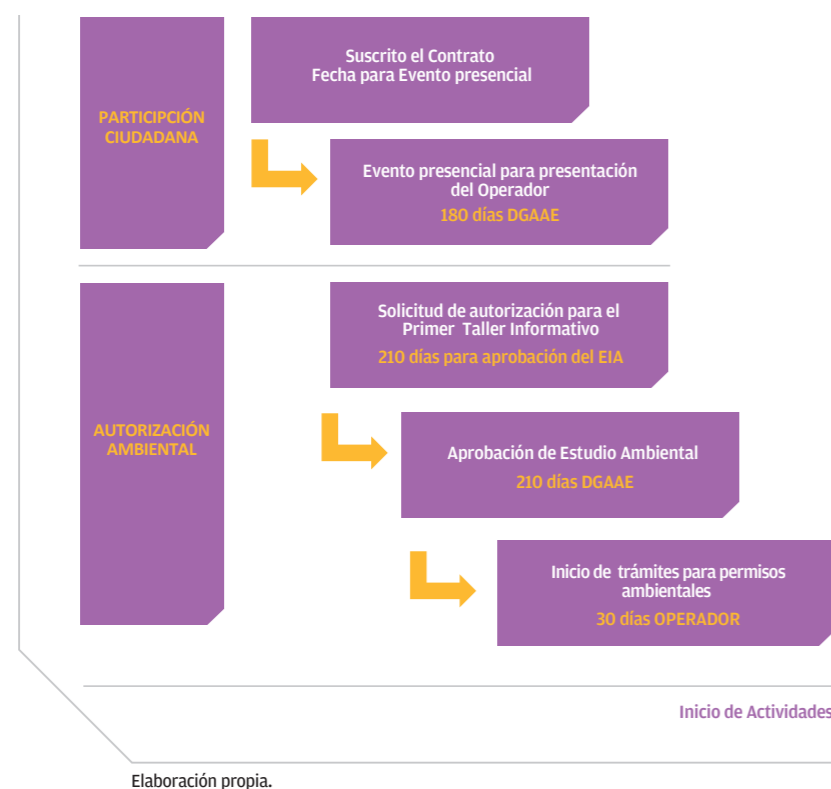 PARTICIPCIÓN
CIUDADANA
Suscrito el Contrato
Fecha para Evento presencial
Evento presencial para presentación
del Operador
180 días DGAAE
AUTORIZACIÓN
AMBIENTAL
Solicitud de autorización para el
Primer Taller Informativo
210 días para aprobación del EIA
Aprobación de Estudio Ambiental
210 días DGAAE
Inicio de trámites para permisos
ambientales
30 días OPERADOR
Inicio de Actividades
Elaboración propia.